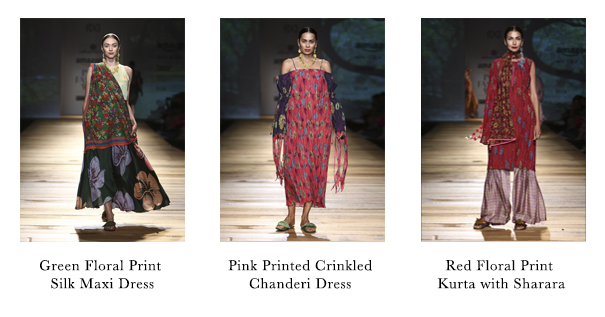 Green Floral Print
Silk Maxi Dress
Pink Printed Crinkled
Chanderi Dress
Red Floral Print
Kurta with Sharara